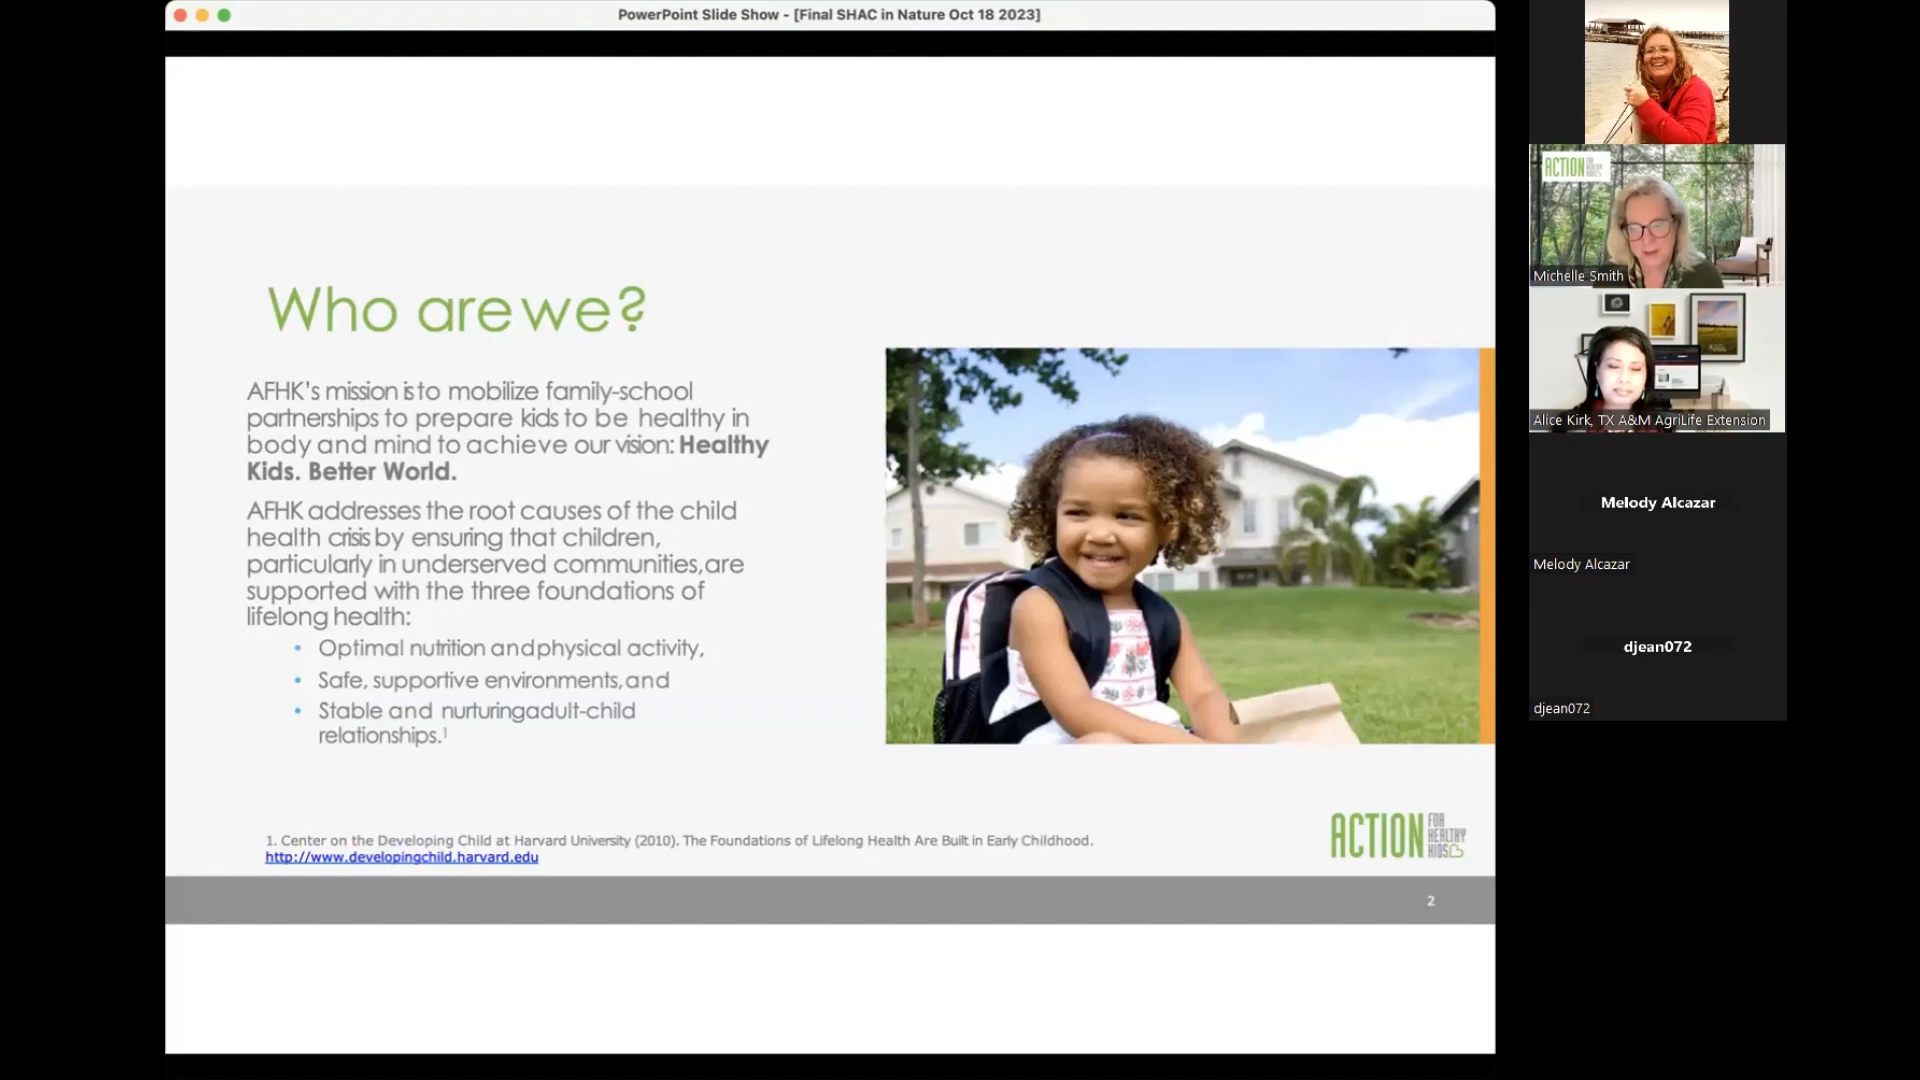 PowerPoint Slide Show - [Final SHAC in Nature Oct 18 2023]
Who are we?
AFHK's mission is to mobilize family-school
partnerships to prepare kids to be healthy in
body and mind to achieve our vision: Healthy
Kids. Better World.
AFHK addresses the root causes of the child
health crisis by ensuring that children,
particularly in underserved communities, are
supported with the three foundations of
lifelong health:
• Optimal nutrition and physical activity,
• Safe, supportive environments, and
• Stable and nurturing adult-child
relationships.¹
1. Center on the Developing Child at Harvard University (2010). The Foundations of Lifelong Health Are Built in Early Childhood.
http://www.developingchild.harvard.edu
ACTION FOR HEALTHY KIDS
2
ACTION FOR HEALTHY KIDS
Michelle Smith
Alice Kirk, TX A&M AgriLife Extension
Melody Alcazar
Melody Alcazar
djean072
djean072